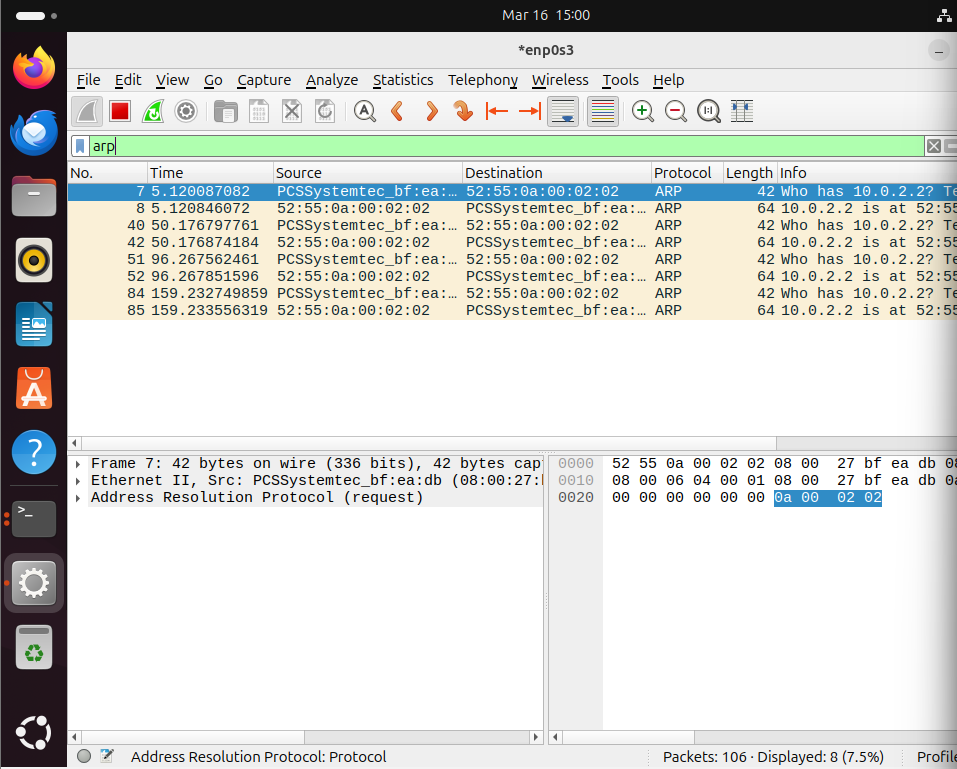 Mar 16 15:00
*enp0s3
File Edit View Go Capture Analyze Statistics Telephony Wireless Tools Help
arp
No. Time Source Destination Protocol Length Info
7 5.120087082 PCSSystemtec_bf:ea:… 52:55:0a:00:02:02 ARP 42 Who has 10.0.2.2? Te
8 5.120846072 52:55:0a:00:02:02 PCSSystemtec_bf:ea:… ARP 64 10.0.2.2 is at 52:55
40 50.176797761 PCSSystemtec_bf:ea:… 52:55:0a:00:02:02 ARP 42 Who has 10.0.2.2? Te
42 50.176874184 52:55:0a:00:02:02 PCSSystemtec_bf:ea:… ARP 64 10.0.2.2 is at 52:55
51 96.267562461 PCSSystemtec_bf:ea:… 52:55:0a:00:02:02 ARP 42 Who has 10.0.2.2? Te
52 96.267851596 52:55:0a:00:02:02 PCSSystemtec_bf:ea:… ARP 64 10.0.2.2 is at 52:55
84 159.232749859 PCSSystemtec_bf:ea:… 52:55:0a:00:02:02 ARP 42 Who has 10.0.2.2? Te
85 159.233556319 52:55:0a:00:02:02 PCSSystemtec_bf:ea:… ARP 64 10.0.2.2 is at 52:55
Frame 7: 42 bytes on wire (336 bits), 42 bytes capt
Ethernet II, Src: PCSSystemtec_bf:ea:db (08:00:27:b
Address Resolution Protocol (request)
0000 52 55 0a 00 02 02 08 00 27 bf ea db 08
0010 08 00 06 04 00 01 08 00 27 bf ea db 0a
0020 00 00 00 00 00 00 0a 00 02 02
Address Resolution Protocol: Protocol
Packets: 106 · Displayed: 8 (7.5%)
Profile